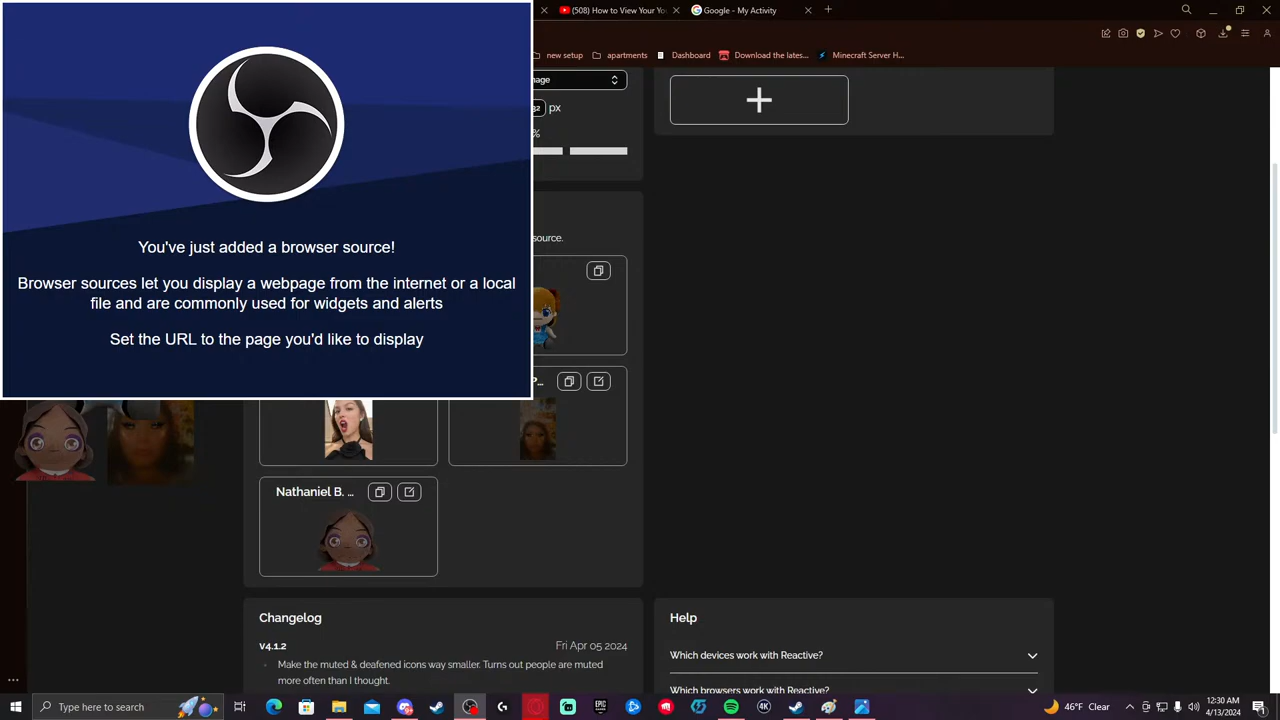 (508) How to View Your Yo
Google - My Activity
new setup
apartments
Dashboard
Download the lates...
Minecraft Server H...
mage
32 px
%
You've just added a browser source!
Browser sources let you display a webpage from the internet or a local
file and are commonly used for widgets and alerts
Set the URL to the page you'd like to display
source.
P...
Nathaniel B. ...
Changelog
v4.1.2
Fri Apr 05 2024
Make the muted & deafened icons way smaller. Turns out people are muted
more often than I thought.
Help
Which devices work with Reactive?
Which browsers work with Reactive?
Type here to search
EPIC
4K
46°F Clear
12:30 AM
4/13/2024